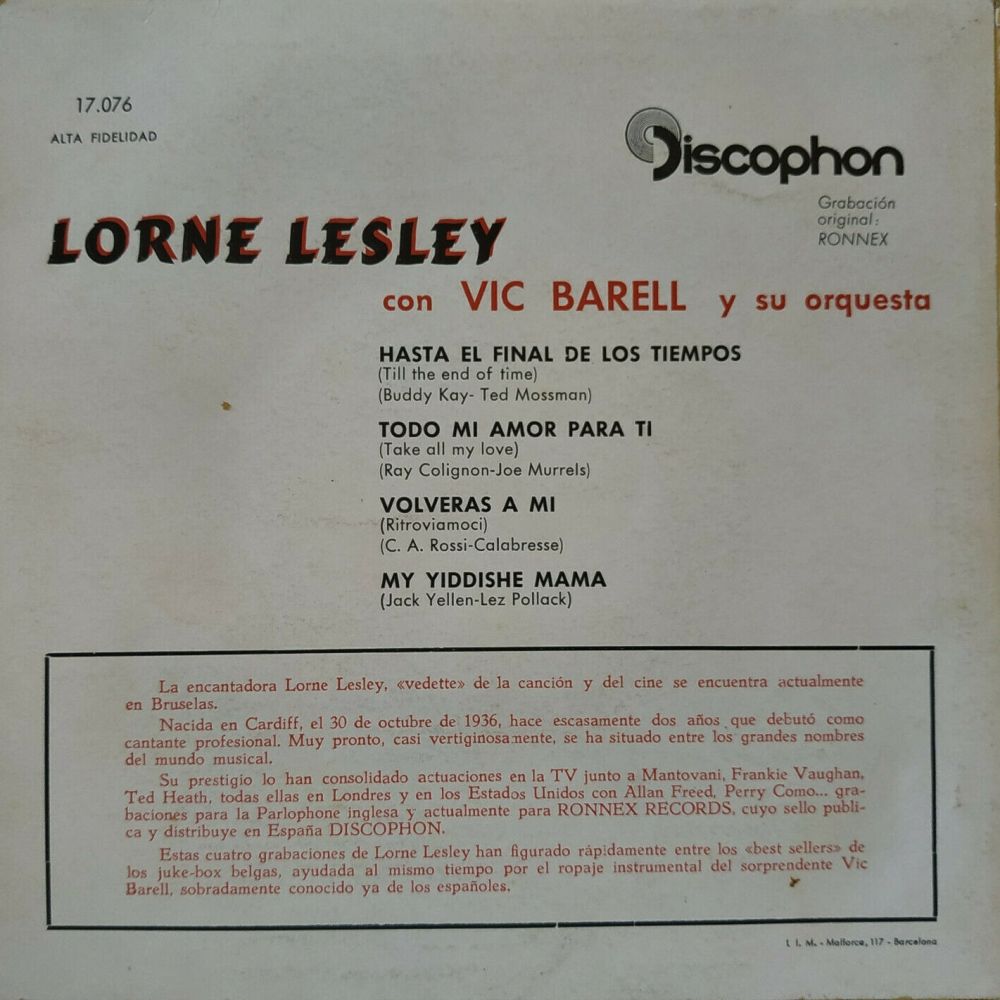 17.076
ALTA FIDELIDAD
Discophon
Grabación
original:
RONNEX
LORNE LESLEY
con VIC BARELL y su orquesta
HASTA EL FINAL DE LOS TIEMPOS
(Till the end of time)
(Buddy Kay- Ted Mossman)
TODO MI AMOR PARA TI
(Take all my love)
(Ray Colignon-Joe Murrels)
VOLVERAS A MI
(Ritroviamoci)
(C. A. Rossi-Calabresse)
MY YIDDISHE MAMA
(Jack Yellen-Lez Pollack)
La encantadora Lorne Lesley, «vedette» de la canción y del cine se encuentra actualmente
en Bruselas.
Nacida en Cardiff, el 30 de octubre de 1936, hace escasamente dos años que debutó como
cantante profesional. Muy pronto, casi vertiginosamente, se ha situado entre los grandes nombres
del mundo musical.
Su prestigio lo han consolidado actuaciones en la TV junto a Mantovani, Frankie Vaughan,
Ted Heath, todas ellas en Londres y en los Estados Unidos con Allan Freed, Perry Como... gra-
baciones para la Parlophone inglesa y actualmente para RONNEX RECORDS, cuyo sello publi-
ca y distribuye en España DISCOPHON.
Estas cuatro grabaciones de Lorne Lesley han figurado rápidamente entre los «best sellers» de
los juke-box belgas, ayudada al mismo tiempo por el ropaje instrumental del sorprendente Vic
Barell, sobradamente conocido ya de los españoles.
I. I. M. - Mallorca, 117 - Barcelona